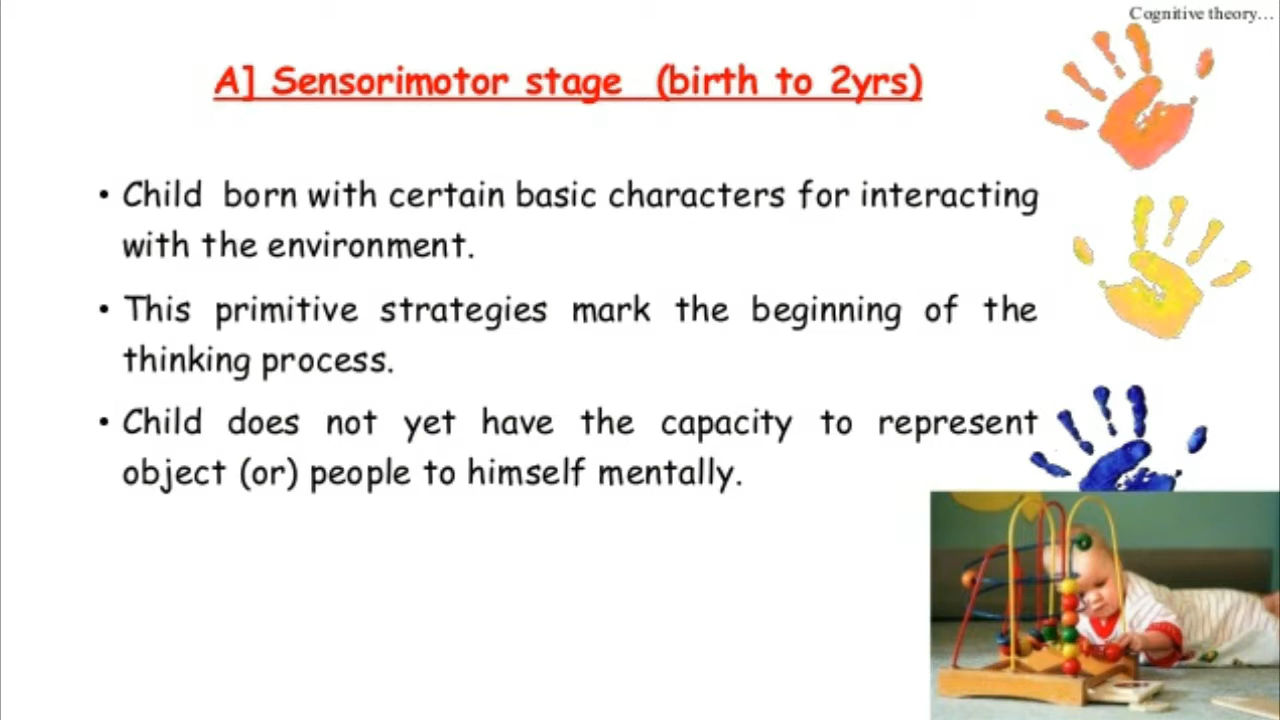 Cognitive theory...
A] Sensorimotor stage (birth to 2yrs)
• Child born with certain basic characters for interacting
with the environment.
• This primitive strategies mark the beginning of the
thinking process.
• Child does not yet have the capacity to represent
object (or) people to himself mentally.